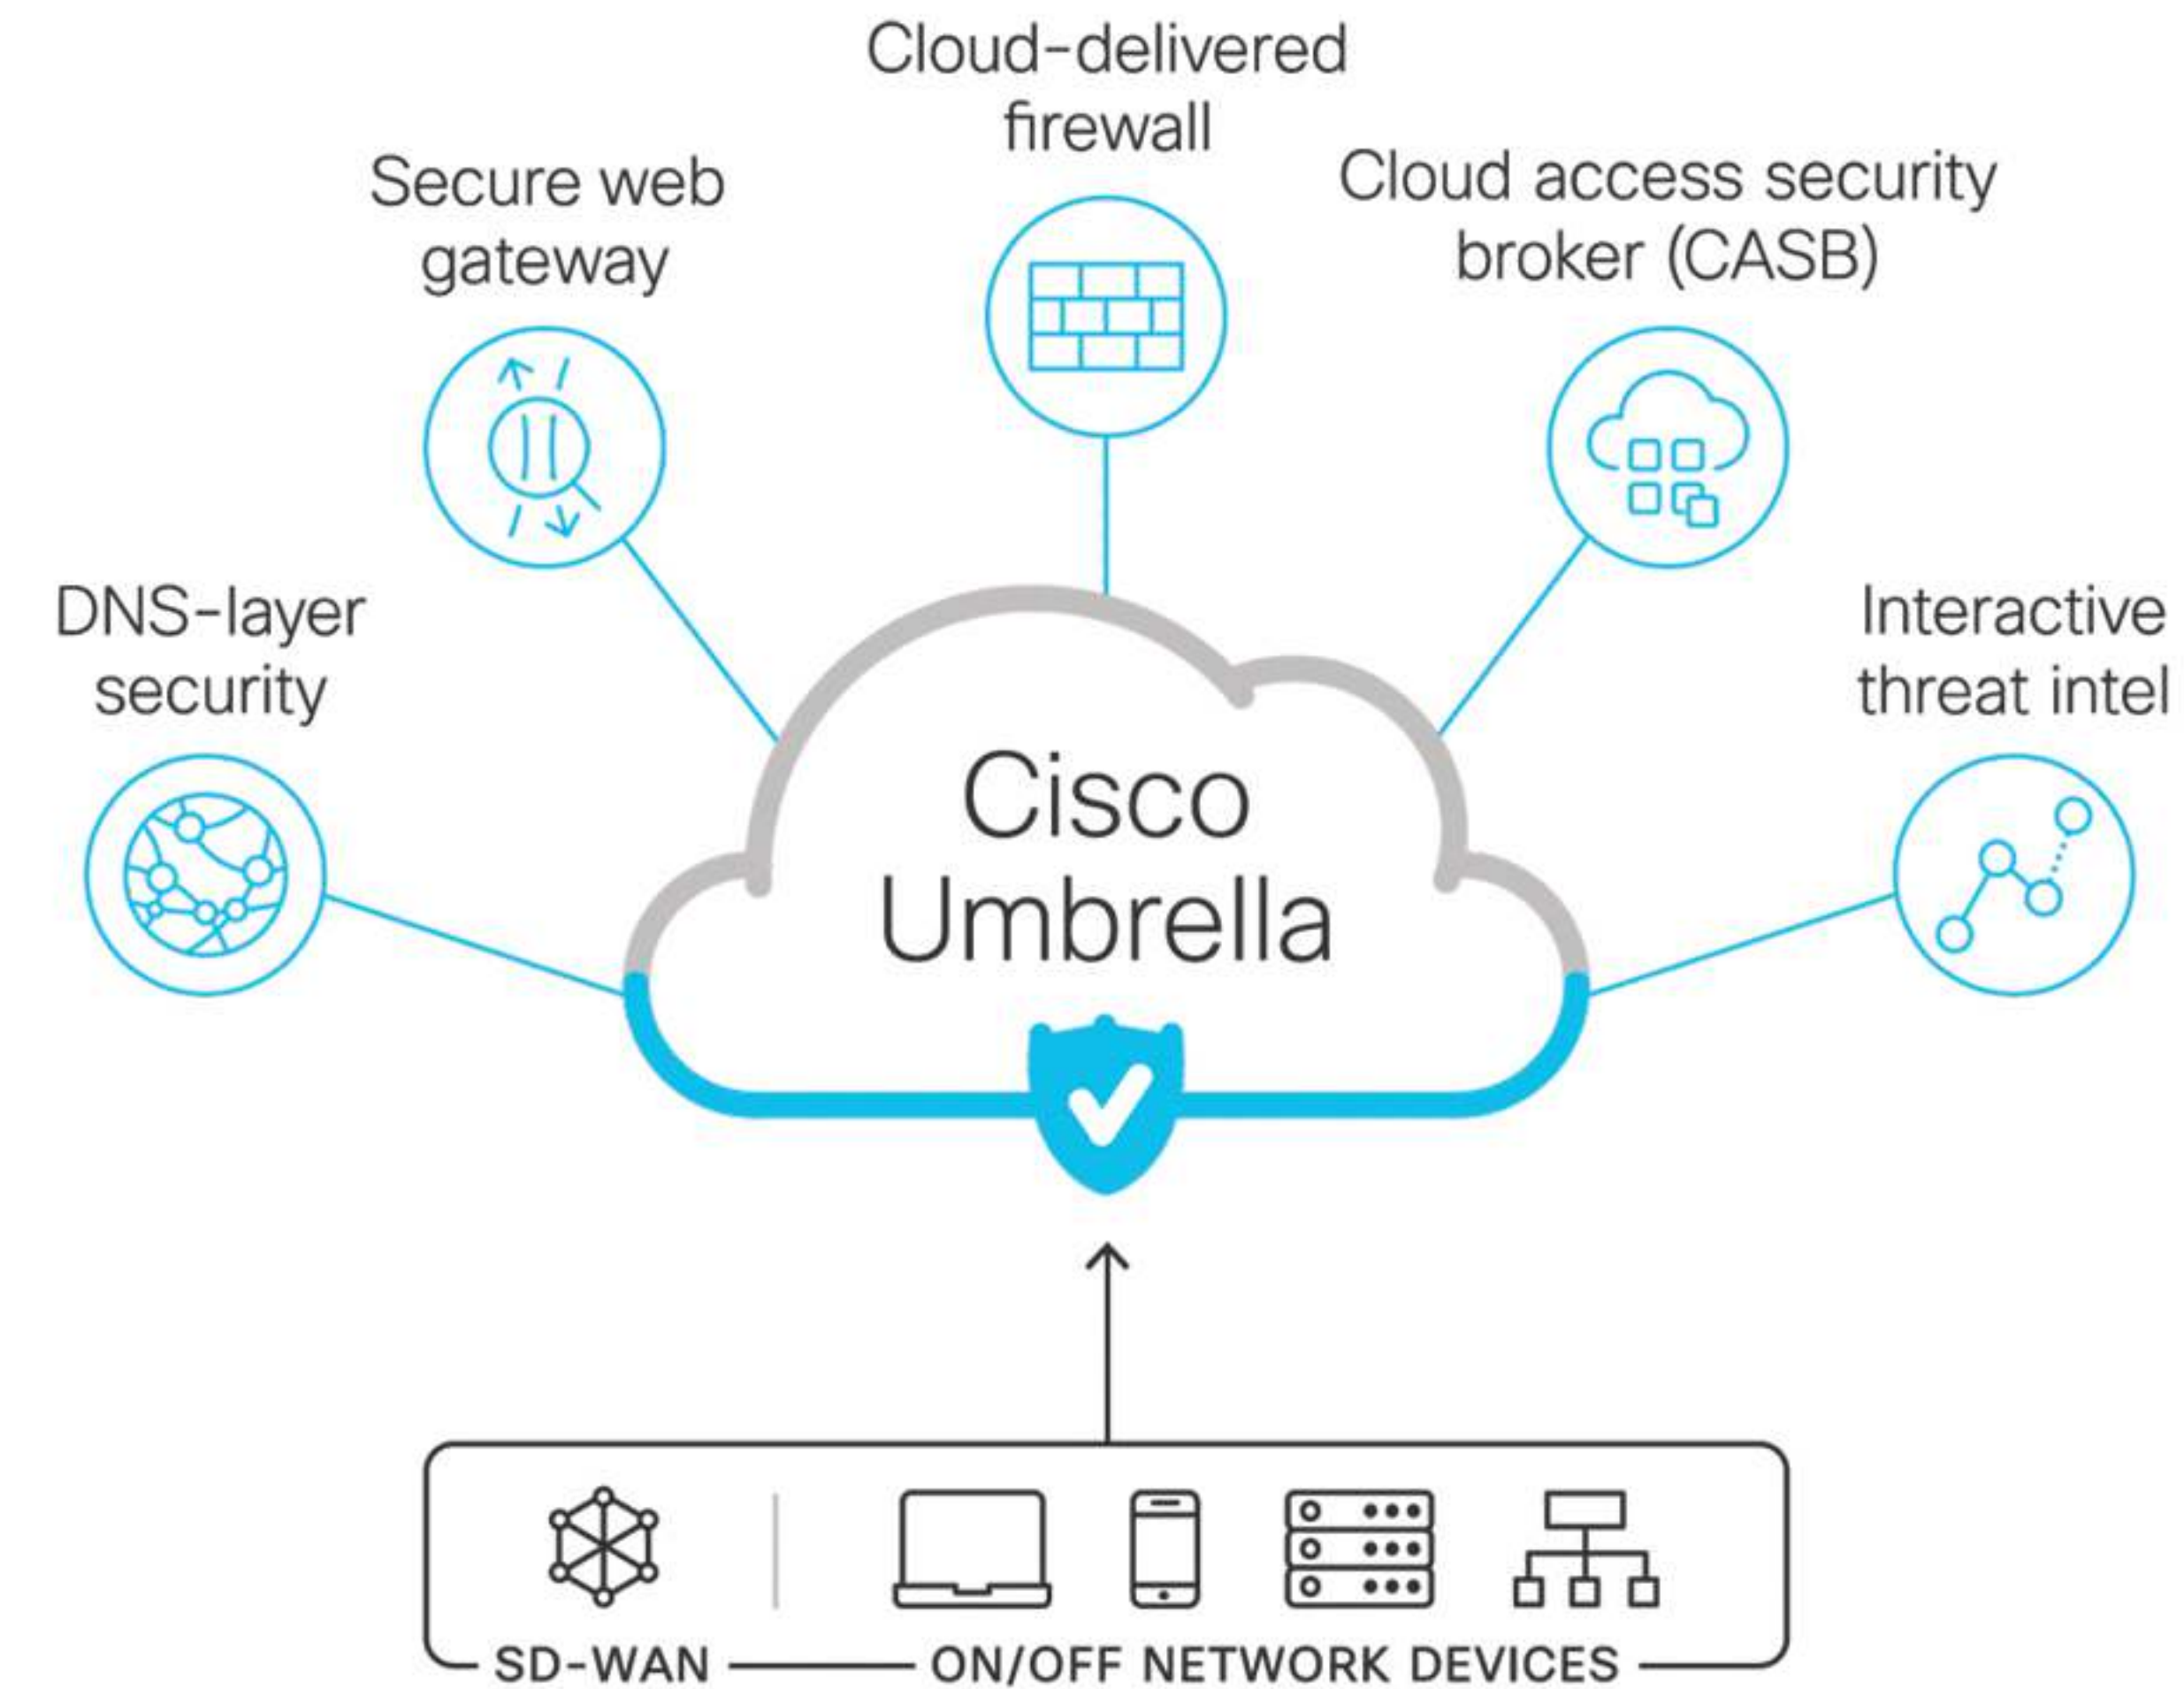 Cloud-delivered
firewall
Secure web
gateway
Cloud access security
broker (CASB)
DNS-layer
security
Interactive
threat intel
Cisco
Umbrella
SD-WAN
ON/OFF NETWORK DEVICES